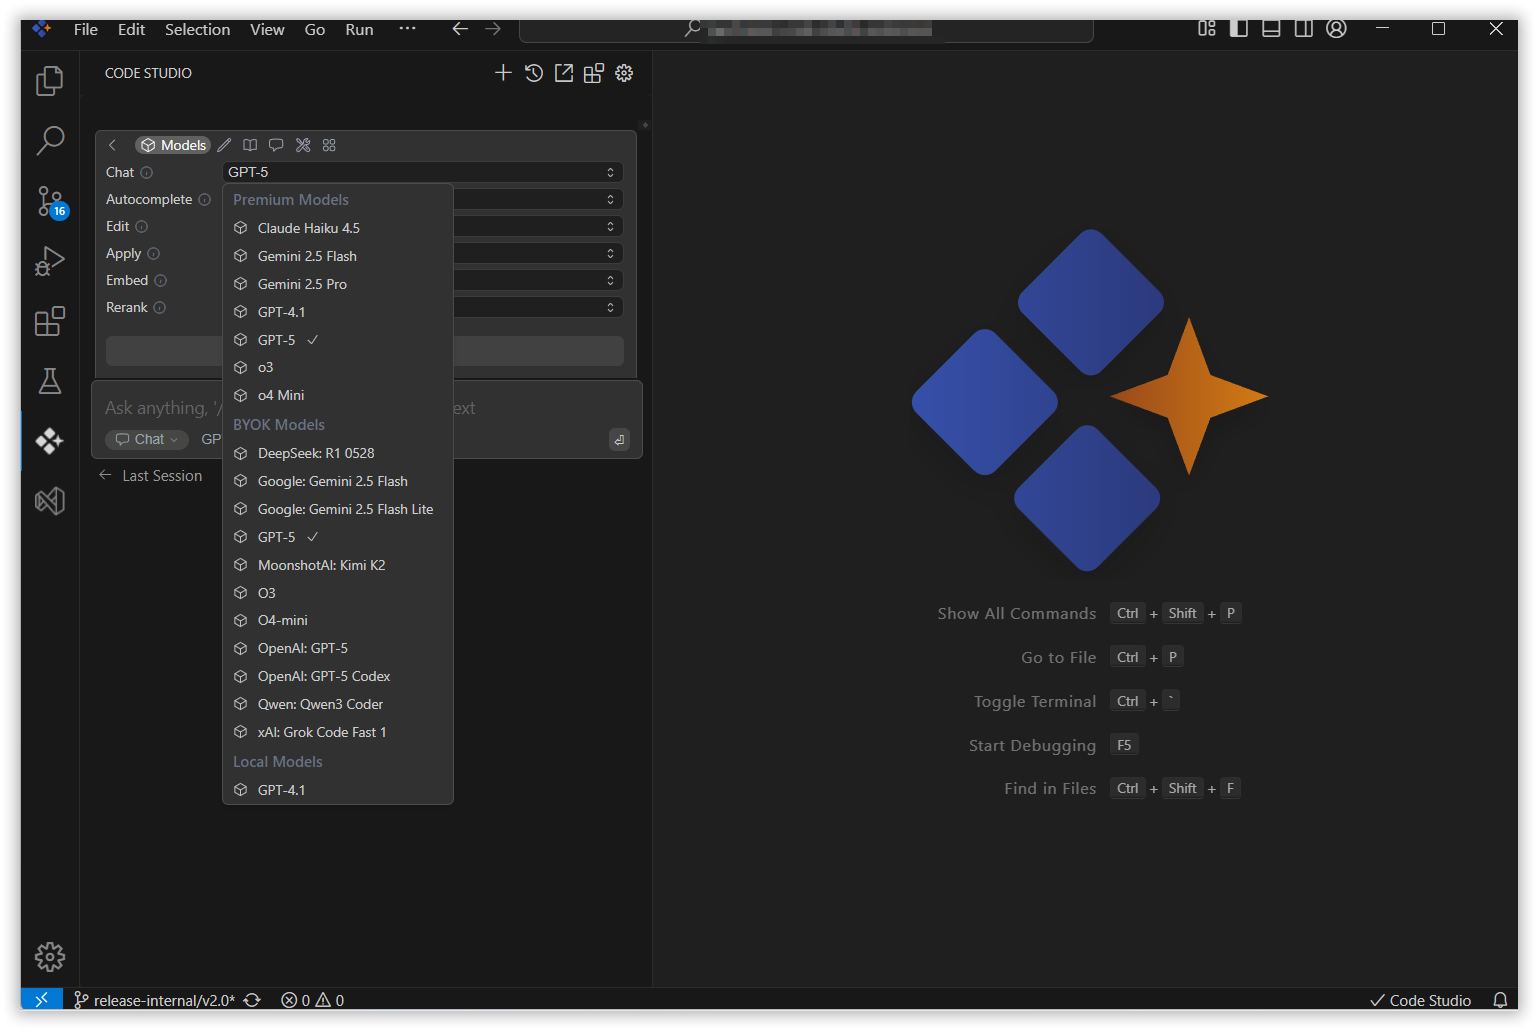 File Edit Selection View Go Run ···
CODE STUDIO
Models
Chat GPT-5
Autocomplete
Edit
Apply
Embed
Rerank
Premium Models
Claude Haiku 4.5
Gemini 2.5 Flash
Gemini 2.5 Pro
GPT-4.1
GPT-5
o3
o4 Mini
BYOK Models
DeepSeek: R1 0528
Google: Gemini 2.5 Flash
Google: Gemini 2.5 Flash Lite
GPT-5
MoonshotAI: Kimi K2
O3
O4-mini
OpenAI: GPT-5
OpenAI: GPT-5 Codex
Qwen: Qwen3 Coder
xAI: Grok Code Fast 1
Local Models
GPT-4.1
Ask anything, '/ ext
Chat GP
Last Session
16
Show All Commands Ctrl + Shift + P
Go to File Ctrl + P
Toggle Terminal Ctrl + `
Start Debugging F5
Find in Files Ctrl + Shift + F
release-internal/v2.0* 0 0
Code Studio